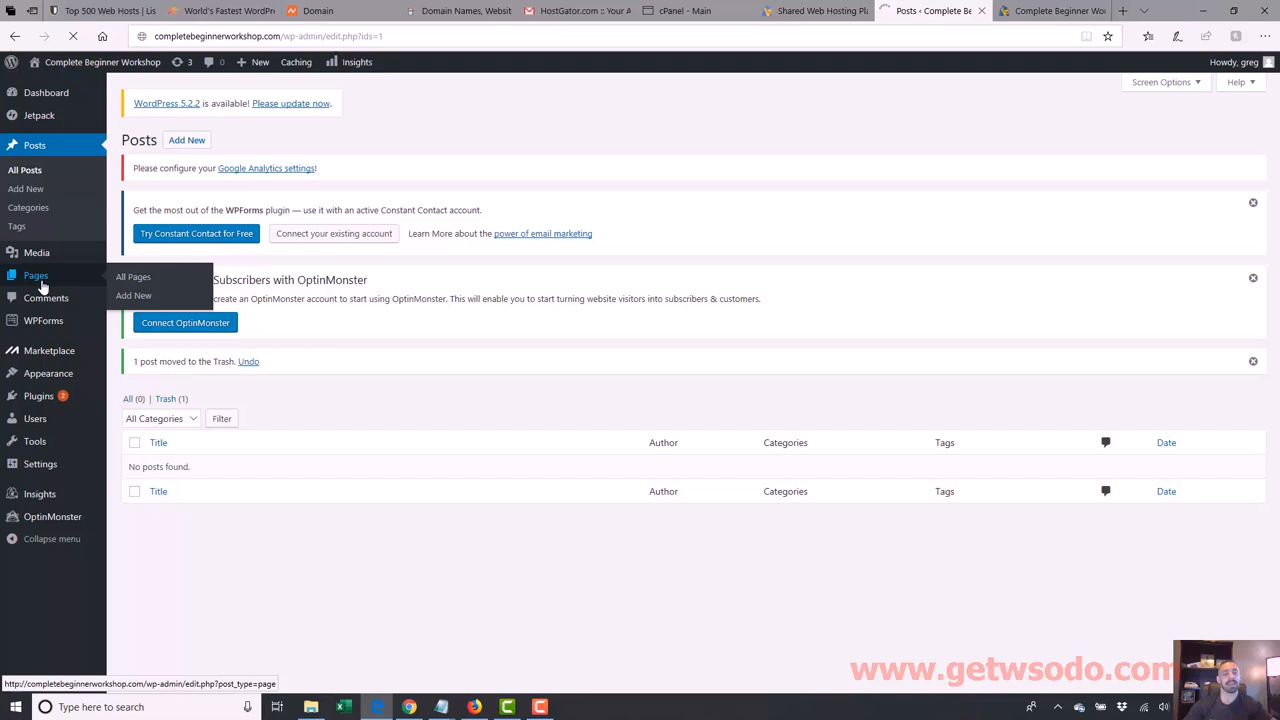 Top 500 Web Hosts
World's Fastest WordPr
Domain
Domain Names, Websit
HostGator.com :: Your A
cPanel - Main
Shared Web Hosting Pla
Posts ‹ Complete Be
Complete Beginner Wo
completebeginnerworkshop.com/wp-admin/edit.php?ids=1
Complete Beginner Workshop
3
0
New
Caching
Insights
Howdy, greg
Dashboard
Jetpack
Posts
All Posts
Add New
Categories
Tags
Media
Pages
Comments
WPForms
Marketplace
Appearance
Plugins 2
Users
Tools
Settings
Insights
OptinMonster
Collapse menu
All Pages
Add New
Screen Options
Help
WordPress 5.2.2 is available! Please update now.
Posts
Add New
Please configure your Google Analytics settings!
Get the most out of the WPForms plugin — use it with an active Constant Contact account.
Try Constant Contact for Free
Connect your existing account
Learn More about the power of email marketing
Subscribers with OptinMonster
create an OptinMonster account to start using OptinMonster. This will enable you to start turning website visitors into subscribers & customers.
Connect OptinMonster
1 post moved to the Trash. Undo
All (0) | Trash (1)
All Categories
Filter
Title
Author
Categories
Tags
Date
No posts found.
Title
Author
Categories
Tags
Date
www.getwsodo.com
http://completebeginnerworkshop.com/wp-admin/edit.php?post_type=page
Type here to search